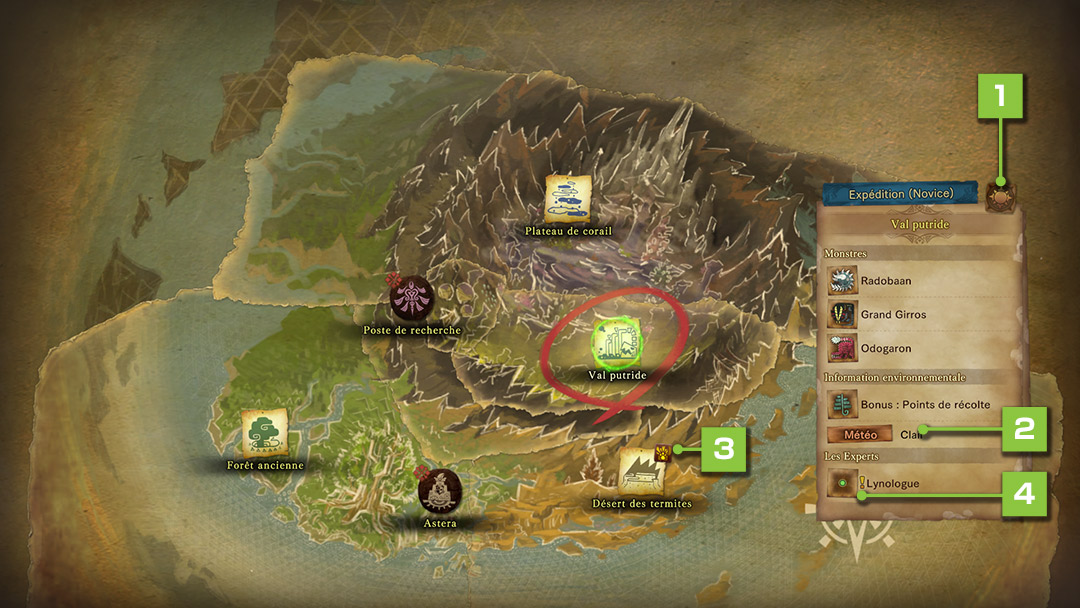 1
Expédition (Novice)
Val putride
Monstres
Radobaan
Grand Girros
Odogaron
Information environnementale
Bonus : Points de récolte
Météo
Clair
2
Les Experts
! Lynologue
4
Plateau de corail
Poste de recherche
Val putride
Forêt ancienne
3
Désert des termites
Astera